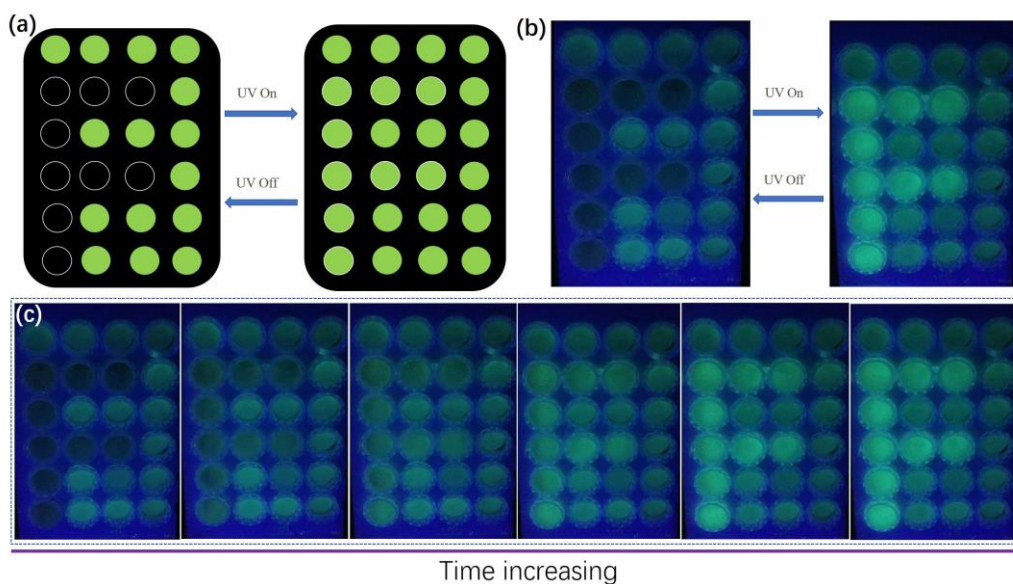 (a)
UV On
UV Off
(b)
UV On
UV Off
(c)
Time increasing